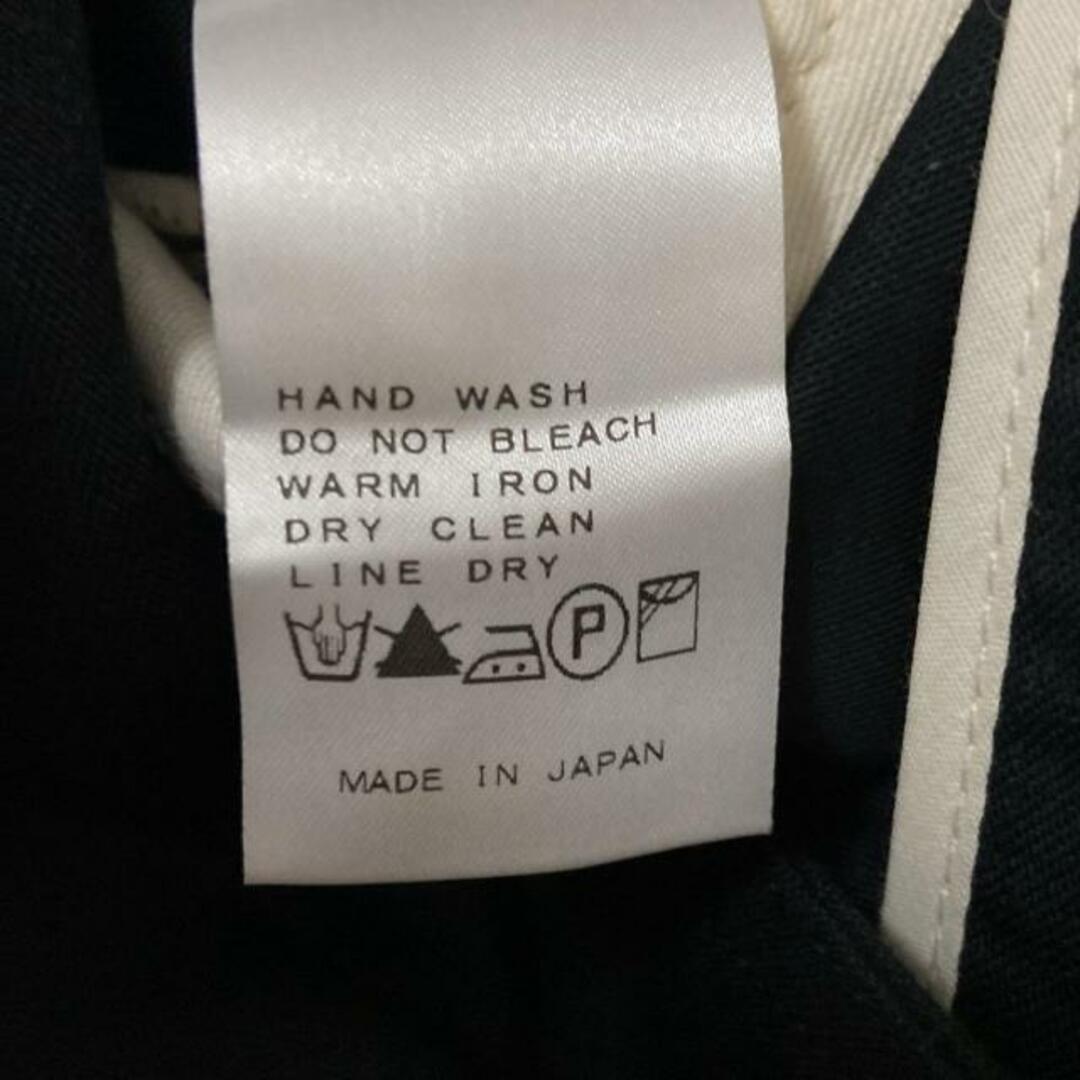 HAND WASH
DO NOT BLEACH
WARM IRON
DRY CLEAN
LINE DRY
P
MADE IN JAPAN